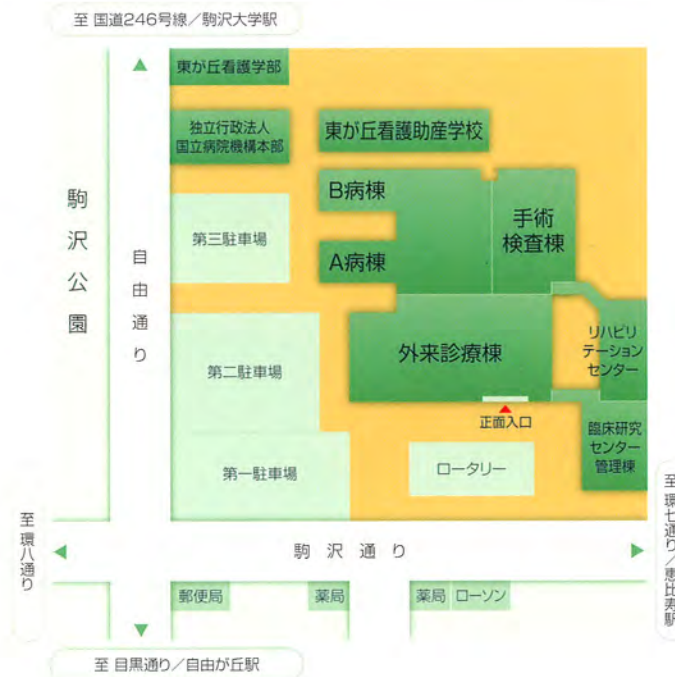 至 国道246号線／駒沢大学駅
東が丘看護学部
独立行政法人
国立病院機構本部
東が丘看護助産学校
B病棟
手術
検査棟
駒沢公園
自由通り
第三駐車場
A病棟
外来診療棟
リハビリ
テーション
センター
第二駐車場
正面入口
臨床研究
センター
管理棟
第一駐車場
ロータリー
至 環八通り
駒沢通り
至 環七通り／恵比寿駅
郵便局
薬局
薬局
ローソン
至 目黒通り／自由が丘駅